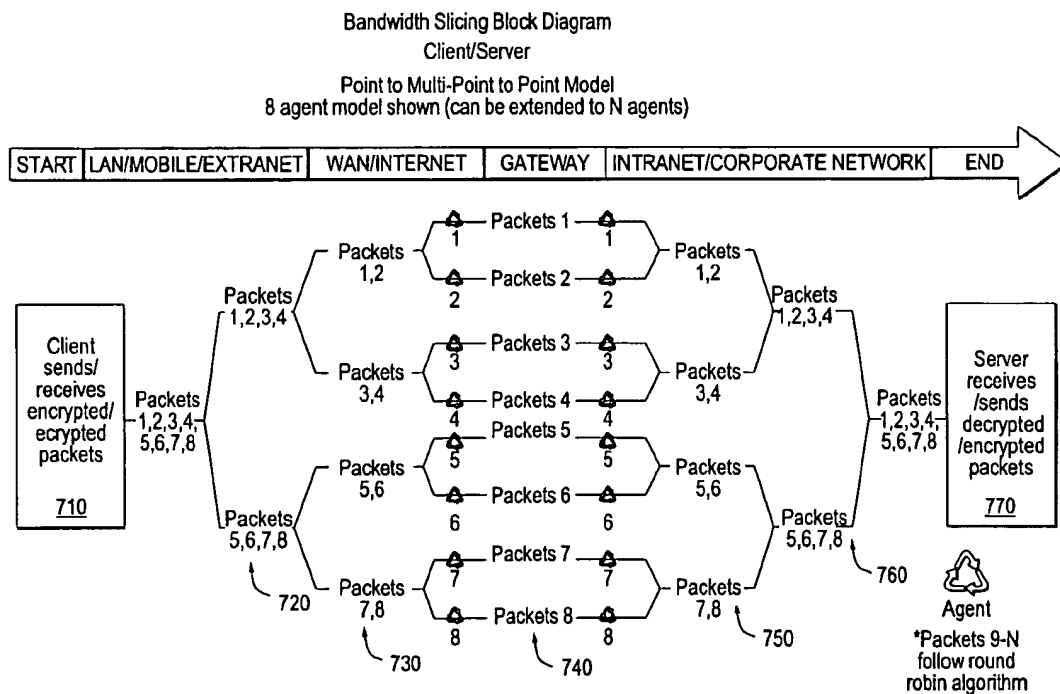 Bandwidth Slicing Block Diagram
Client/Server
Point to Multi-Point to Point Model
8 agent model shown (can be extended to N agents)
START
LAN/MOBILE/EXTRANET
WAN/INTERNET
GATEWAY
INTRANET/CORPORATE NETWORK
END
Client
sends/
receives
encrypted/
ecrypted
packets
710
Packets
1,2,3,4,
5,6,7,8
Packets
1,2,3,4
Packets
5,6,7,8
720
Packets
1,2
Packets
3,4
Packets
5,6
Packets
7,8
730
1
2
3
4
5
6
7
8
Packets 1
Packets 2
Packets 3
Packets 4
Packets 5
Packets 6
Packets 7
Packets 8
740
1
2
3
4
5
6
7
8
Packets
1,2
Packets
3,4
Packets
5,6
Packets
7,8
750
Packets
1,2,3,4
Packets
5,6,7,8
760
Packets
1,2,3,4,
5,6,7,8
Server
receives
/sends
decrypted
/encrypted
packets
770
Agent
*Packets 9-N
follow round
robin algorithm